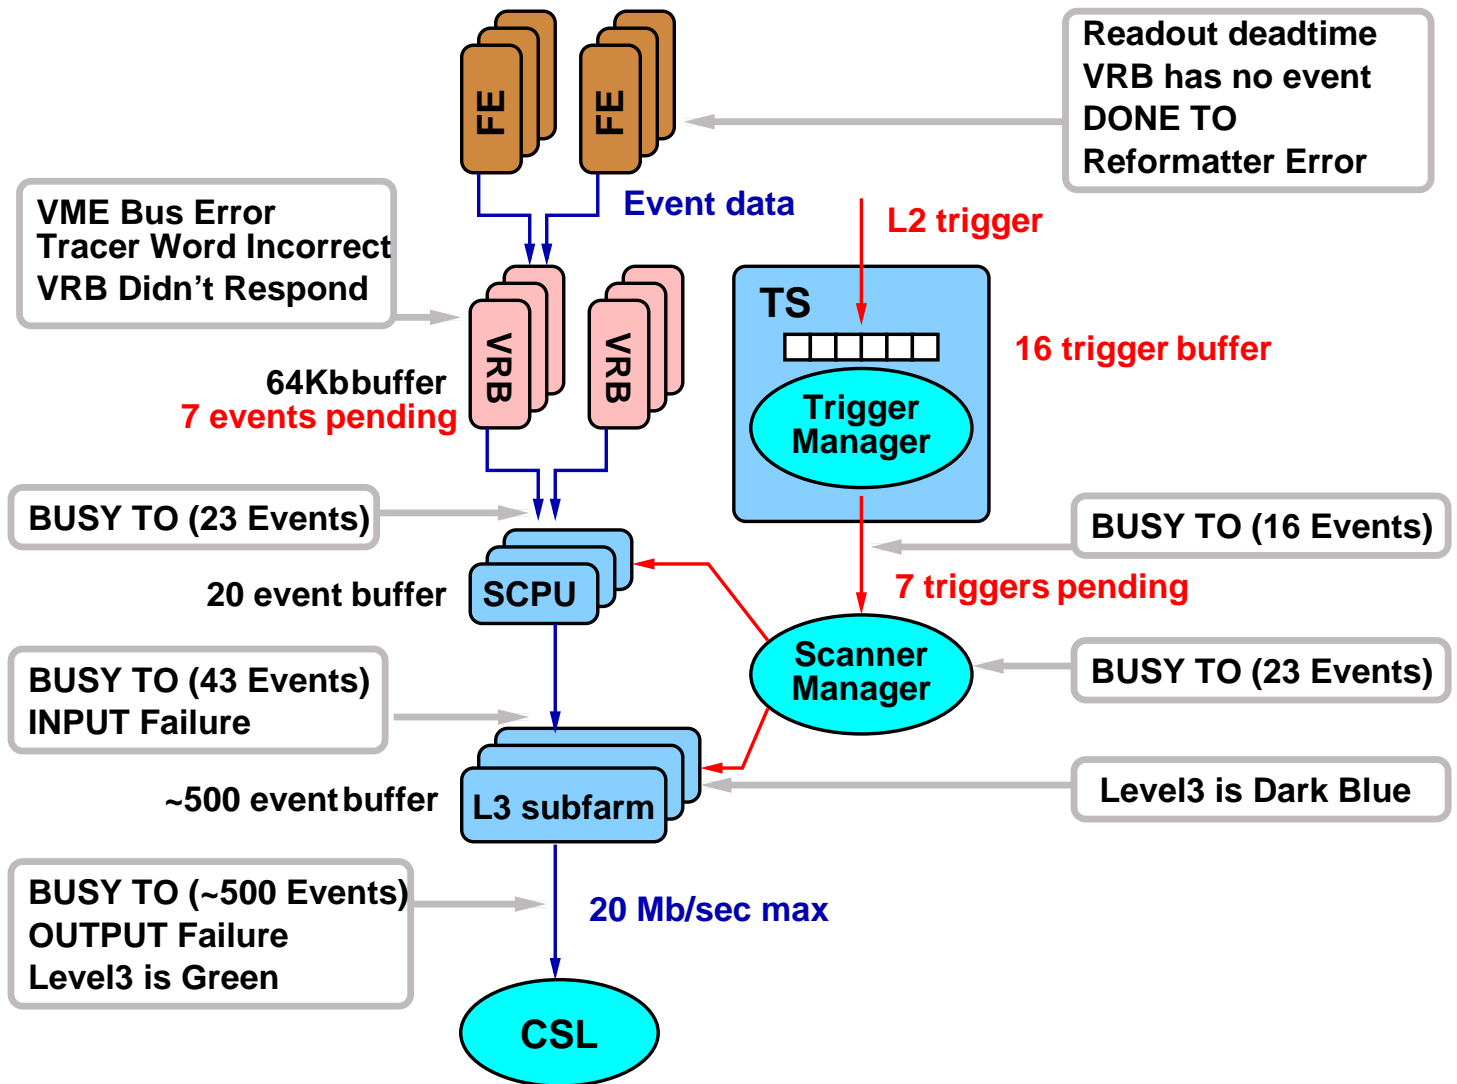 FE
FE
Readout deadtime
VRB has no event
DONE TO
Reformatter Error
VME Bus Error
Tracer Word Incorrect
VRB Didn't Respond
Event data
L2 trigger
TS
16 trigger buffer
VRB
VRB
64Kb buffer
7 events pending
Trigger
Manager
BUSY TO (23 Events)
BUSY TO (16 Events)
20 event buffer
SCPU
7 triggers pending
Scanner
Manager
BUSY TO (23 Events)
BUSY TO (43 Events)
INPUT Failure
~500 event buffer
L3 subfarm
Level3 is Dark Blue
BUSY TO (~500 Events)
OUTPUT Failure
Level3 is Green
20 Mb/sec max
CSL